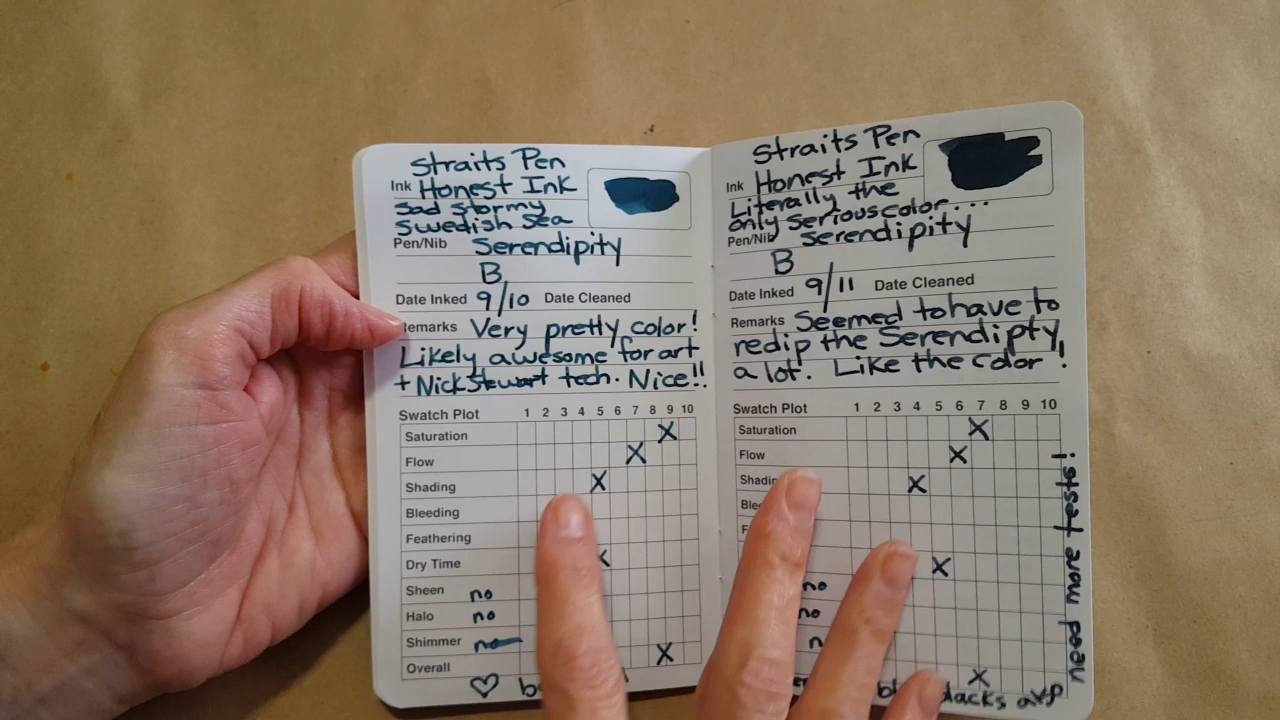 Straits Pen
Ink Honest Ink
Sad stormy
Swedish Sea
Pen/Nib Serendipity
B
Date Inked 9/10 Date Cleaned
Remarks Very pretty color!
Likely awesome for art
+ Nick Stewart tech. Nice!!
Swatch Plot 1 2 3 4 5 6 7 8 9 10
Saturation X
Flow X
Shading X
Bleeding
Feathering
Dry Time X
Sheen no
Halo no
Shimmer no
Overall X
♡
Straits Pen
Ink Honest Ink
Literally the
only serious color...
Pen/Nib Serendipity
B
Date Inked 9/11 Date Cleaned
Remarks Seemed to have to
redip the Serendipty
a lot. Like the color!
Swatch Plot 1 2 3 4 5 6 7 8 9 10
Saturation X
Flow X
X
X
no
no
X
need more tests!